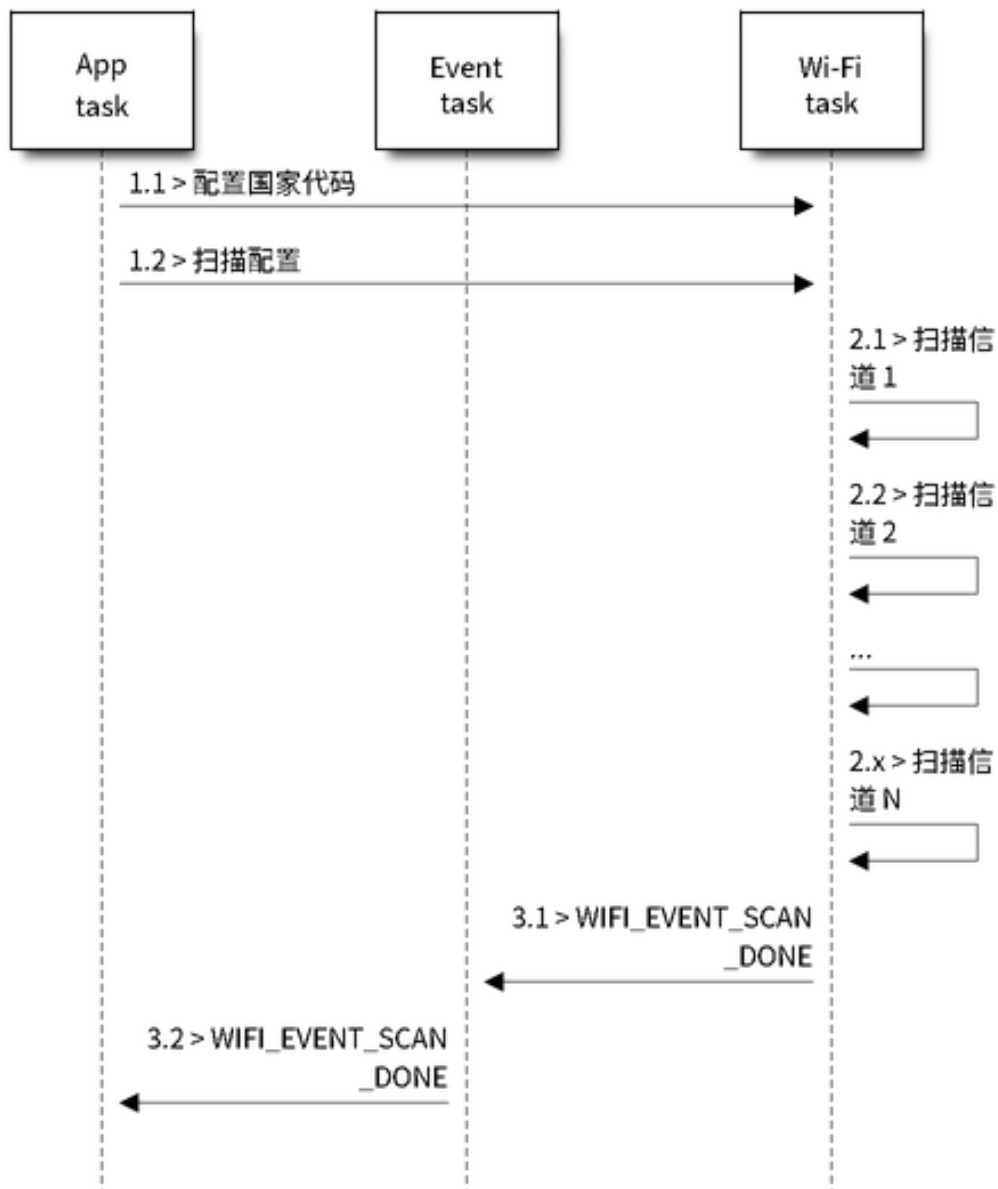 App
task
Event
task
Wi-Fi
task
1.1 > 配置国家代码
1.2 > 扫描配置
2.1 > 扫描信
道 1
2.2 > 扫描信
道 2
...
2.x > 扫描信
道 N
3.1 > WIFI_EVENT_SCAN
_DONE
3.2 > WIFI_EVENT_SCAN
_DONE